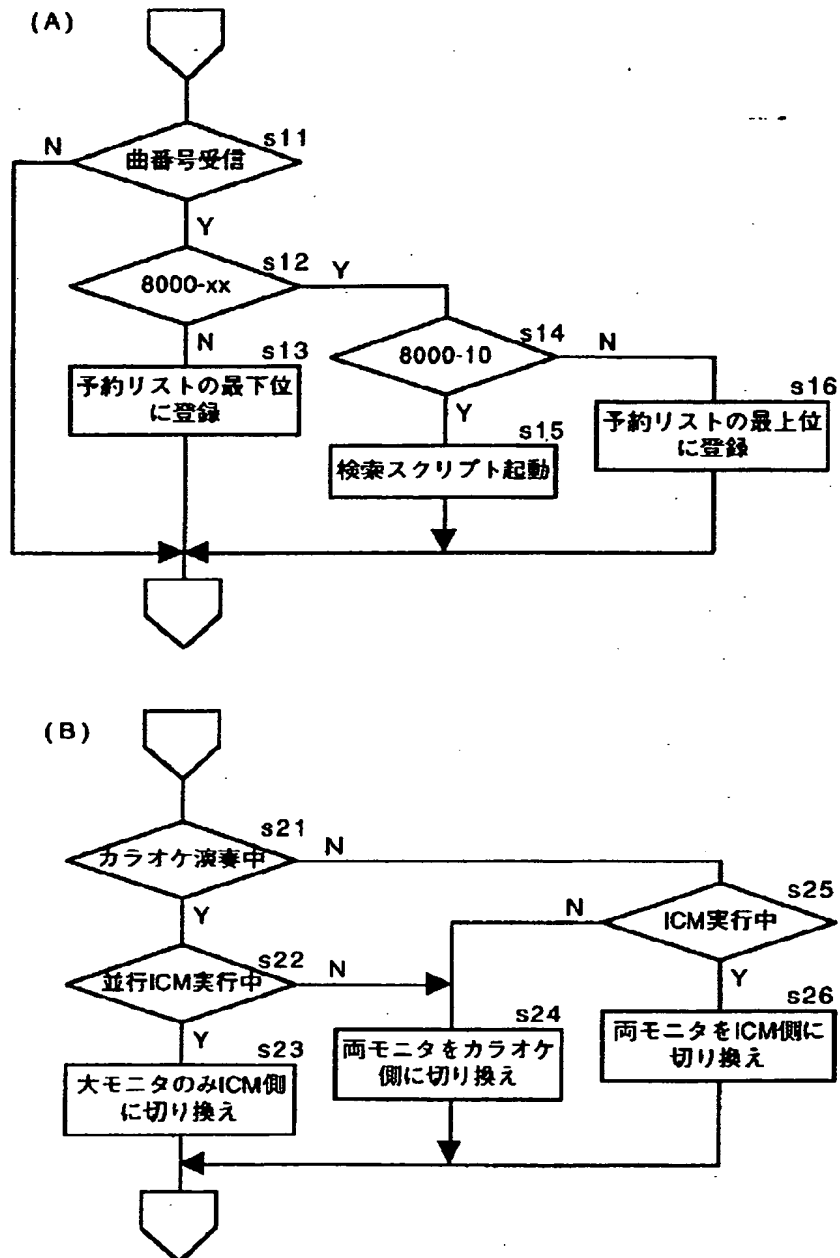 (A)
s11
N
曲番号受信
Y
s12
Y
8000-xx
s14
N
s13
8000-10
N
予約リストの最下位
に登録
Y
s15
s16
検索スクリプト起動
予約リストの最上位
に登録
(B)
s21
N
カラオケ演奏中
s25
Y
N
ICM実行中
s22
並行ICM実行中
N
Y
Y
s23
s24
s26
大モニタのみICM側
に切り換え
両モニタをカラオケ
側に切り換え
両モニタをICM側に
切り換え